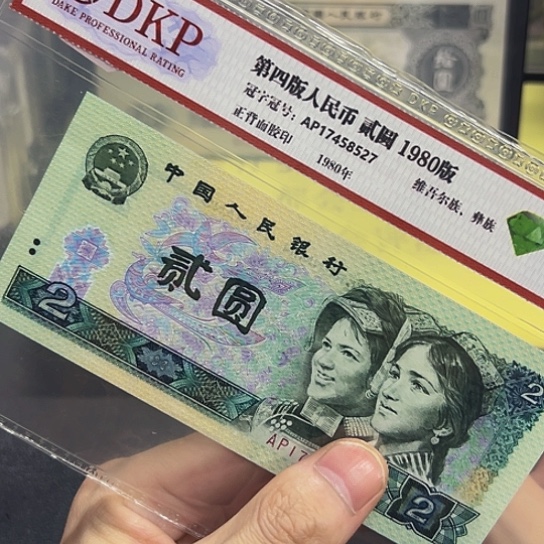 DKP
DAKE PROFESSIONAL RATING
第四版人民币 贰圆 1980版
冠字冠号: AP17458527
正背面胶印 1980年 维吾尔族、彝族
中国人民银行
贰圆
2
2
AP17
2